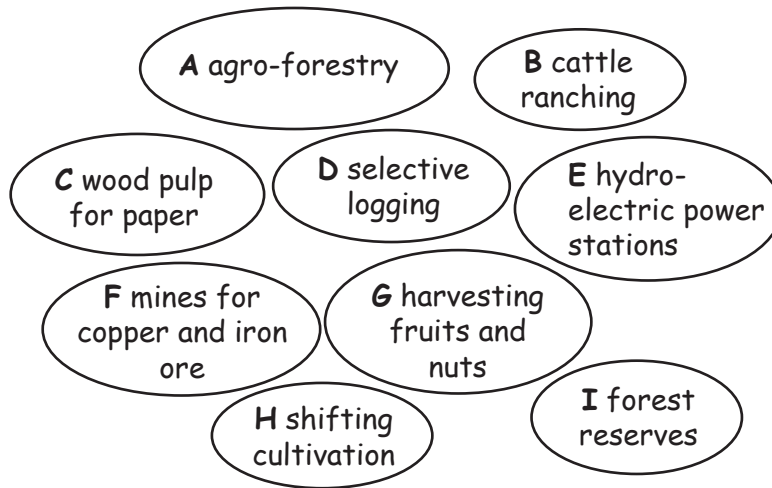 A agro-forestry
B cattle
ranching
C wood pulp
for paper
D selective
logging
E hydro-
electric power
stations
F mines for
copper and iron
ore
G harvesting
fruits and
nuts
H shifting
cultivation
I forest
reserves